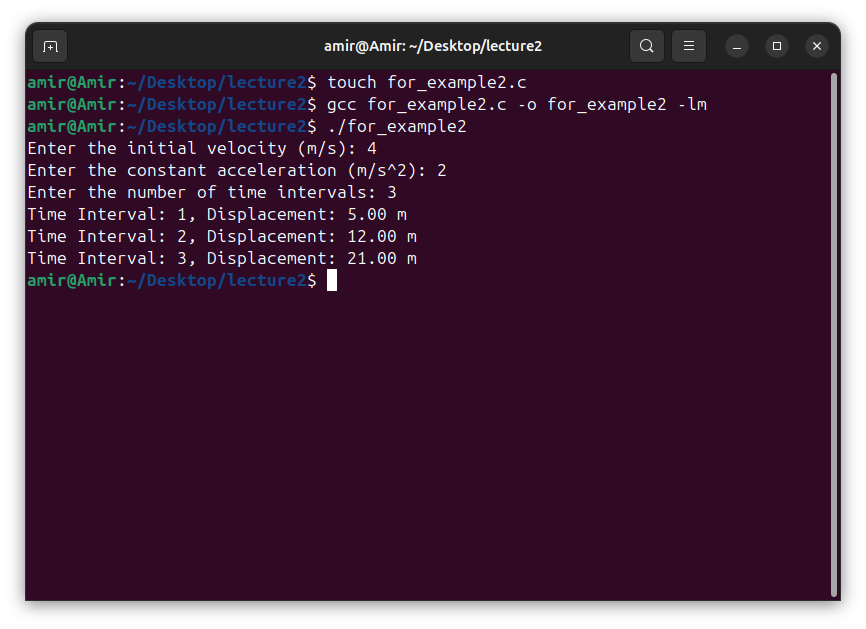 amir@Amir: ~/Desktop/lecture2
amir@Amir:~/Desktop/lecture2$ touch for_example2.c
amir@Amir:~/Desktop/lecture2$ gcc for_example2.c -o for_example2 -lm
amir@Amir:~/Desktop/lecture2$ ./for_example2
Enter the initial velocity (m/s): 4
Enter the constant acceleration (m/s^2): 2
Enter the number of time intervals: 3
Time Interval: 1, Displacement: 5.00 m
Time Interval: 2, Displacement: 12.00 m
Time Interval: 3, Displacement: 21.00 m
amir@Amir:~/Desktop/lecture2$